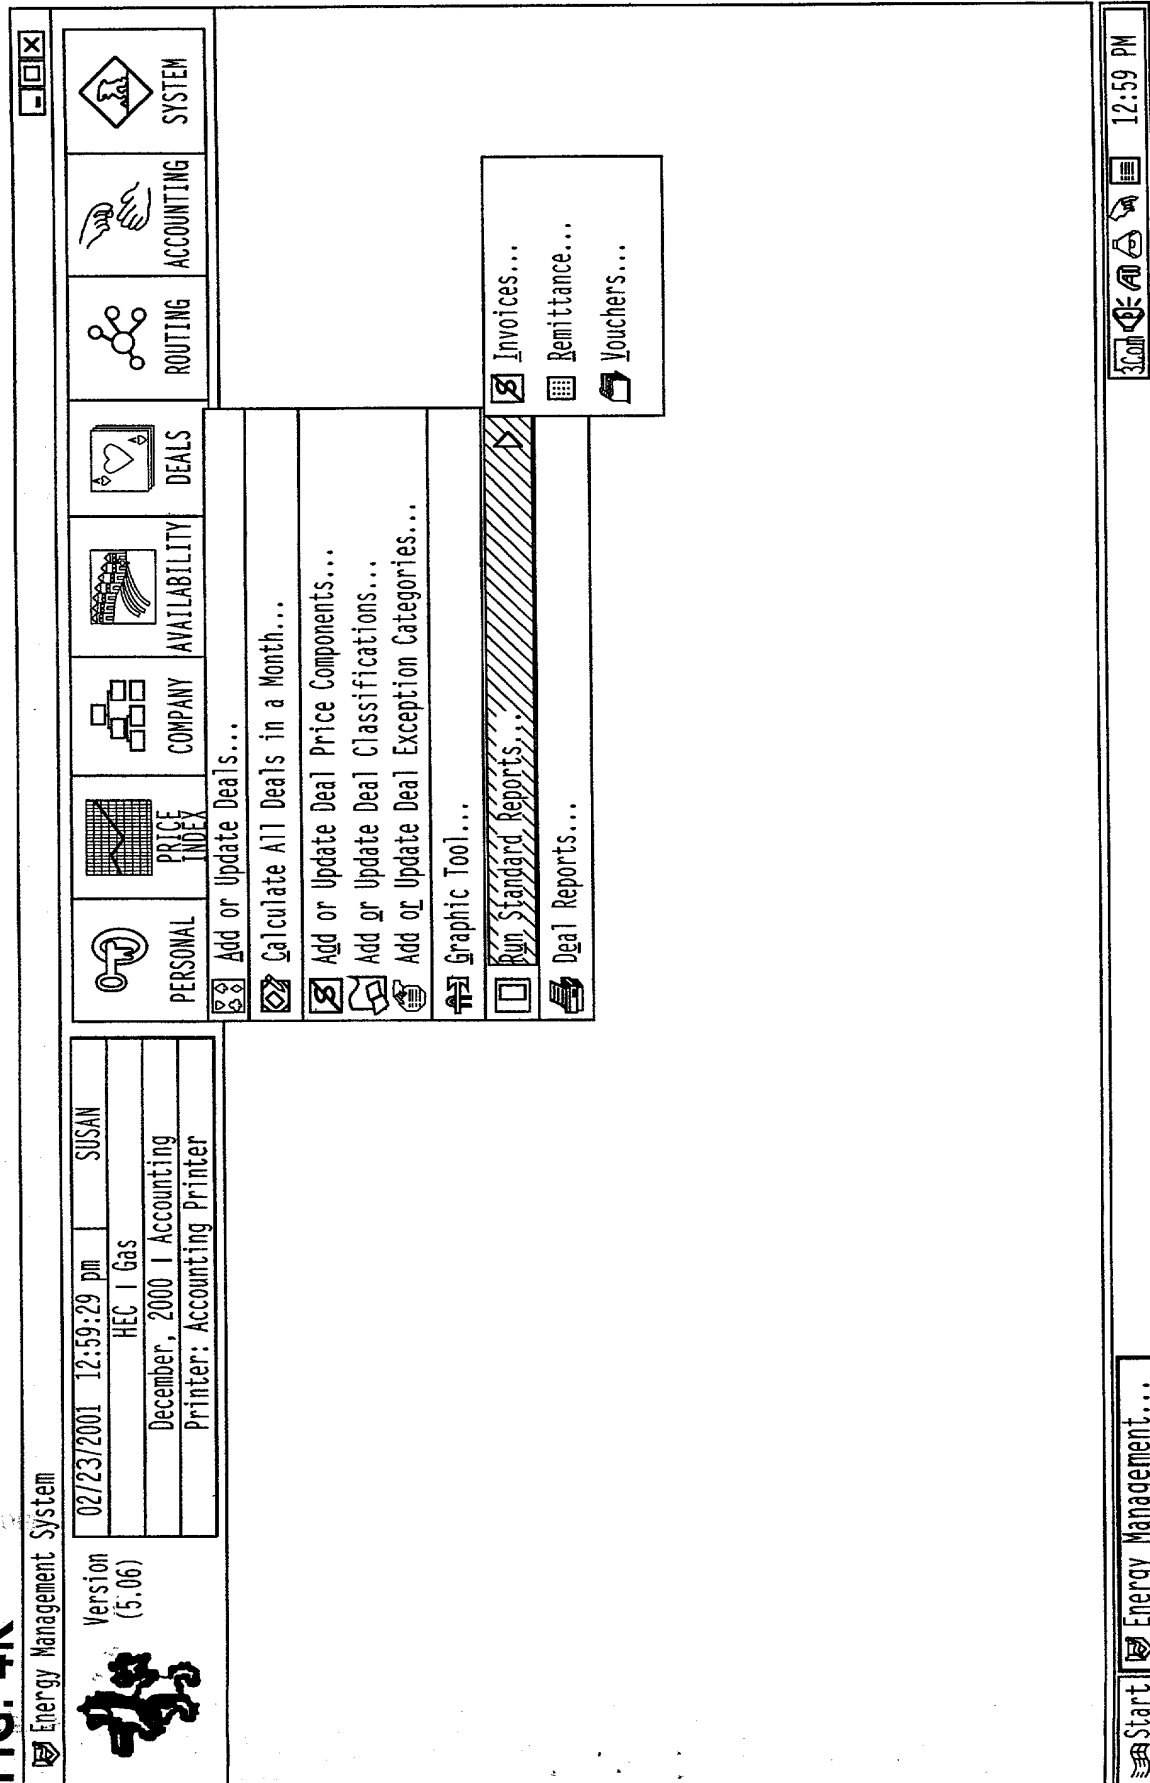 FIG. 4K
Energy Management System
Version
(5.06)
02/23/2001 12:59:29 pm SUSAN
HEC | Gas
December, 2000 | Accounting
Printer: Accounting Printer
PERSONAL
PRICE
INDEX
COMPANY
AVAILABILITY
DEALS
ROUTING
ACCOUNTING
SYSTEM
Add or Update Deals...
Calculate All Deals in a Month...
Add or Update Deal Price Components...
Add or Update Deal Classifications...
Add or Update Deal Exception Categories...
Graphic Tool...
Run Standard Reports...
Deal Reports...
Invoices...
Remittance...
Vouchers...
Start
Energy Management...
3Com
12:59 PM